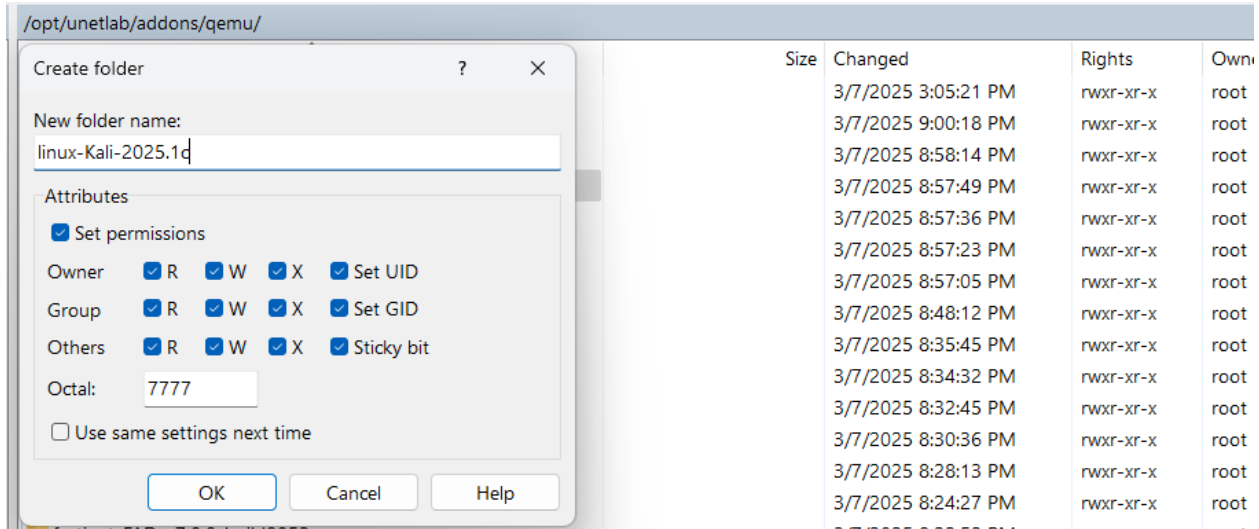 /opt/unetlab/addons/qemu/
Create folder ? ×
New folder name:
linux-Kali-2025.1c
Attributes
Set permissions
Owner R W X Set UID
Group R W X Set GID
Others R W X Sticky bit
Octal: 7777
Use same settings next time
OK Cancel Help
Size Changed Rights Owne
3/7/2025 3:05:21 PM rwxr-xr-x root
3/7/2025 9:00:18 PM rwxr-xr-x root
3/7/2025 8:58:14 PM rwxr-xr-x root
3/7/2025 8:57:49 PM rwxr-xr-x root
3/7/2025 8:57:36 PM rwxr-xr-x root
3/7/2025 8:57:23 PM rwxr-xr-x root
3/7/2025 8:57:05 PM rwxr-xr-x root
3/7/2025 8:48:12 PM rwxr-xr-x root
3/7/2025 8:35:45 PM rwxr-xr-x root
3/7/2025 8:34:32 PM rwxr-xr-x root
3/7/2025 8:32:45 PM rwxr-xr-x root
3/7/2025 8:30:36 PM rwxr-xr-x root
3/7/2025 8:28:13 PM rwxr-xr-x root
3/7/2025 8:24:27 PM rwxr-xr-x root